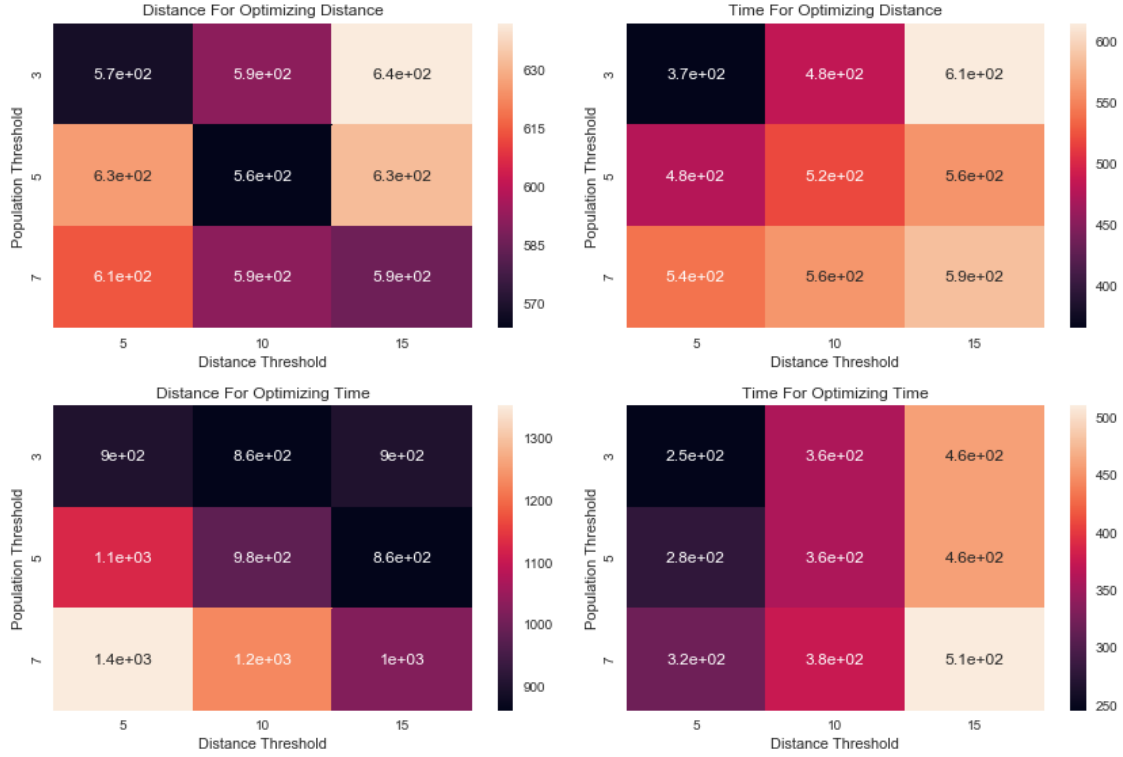 Distance For Optimizing Distance
Population Threshold
3
5
7
5.7e+02 5.9e+02 6.4e+02
6.3e+02 5.6e+02 6.3e+02
6.1e+02 5.9e+02 5.9e+02
5 10 15
Distance Threshold
630
615
600
585
570
Time For Optimizing Distance
Population Threshold
3
5
7
3.7e+02 4.8e+02 6.1e+02
4.8e+02 5.2e+02 5.6e+02
5.4e+02 5.6e+02 5.9e+02
5 10 15
Distance Threshold
600
550
500
450
400
Distance For Optimizing Time
Population Threshold
3
5
7
9e+02 8.6e+02 9e+02
1.1e+03 9.8e+02 8.6e+02
1.4e+03 1.2e+03 1e+03
5 10 15
Distance Threshold
1300
1200
1100
1000
900
Time For Optimizing Time
Population Threshold
3
5
7
2.5e+02 3.6e+02 4.6e+02
2.8e+02 3.6e+02 4.6e+02
3.2e+02 3.8e+02 5.1e+02
5 10 15
Distance Threshold
500
450
400
350
300
250